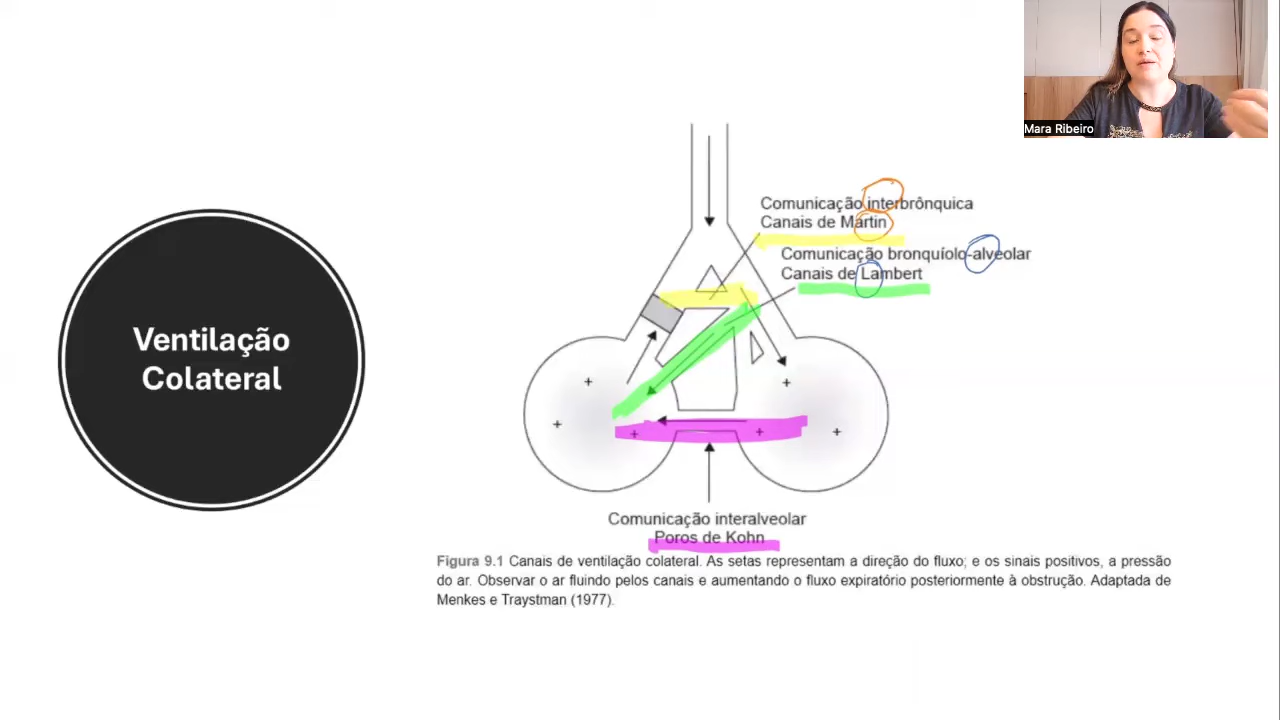 Mara Ribeiro
Ventilação
Colateral
Comunicação interbrônquica
Canais de Martin
Comunicação bronquíolo-alveolar
Canais de Lambert
+
+
+
+
+
+
Comunicação interalveolar
Poros de Kohn
Figura 9.1 Canais de ventilação colateral. As setas representam a direção do fluxo; e os sinais positivos, a pressão
do ar. Observar o ar fluindo pelos canais e aumentando o fluxo expiratório posteriormente à obstrução. Adaptada de
Menkes e Traystman (1977).